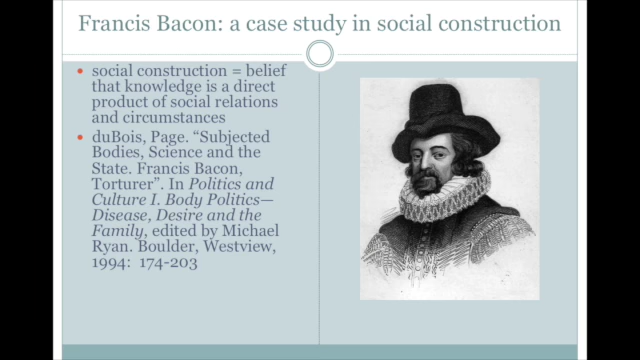 Francis Bacon: a case study in social construction
social construction = belief
that knowledge is a direct
product of social relations
and circumstances
duBois, Page. “Subjected
Bodies, Science and the
State. Francis Bacon,
Torturer”. In Politics and
Culture I. Body Politics—
Disease, Desire and the
Family, edited by Michael
Ryan. Boulder, Westview,
1994: 174-203